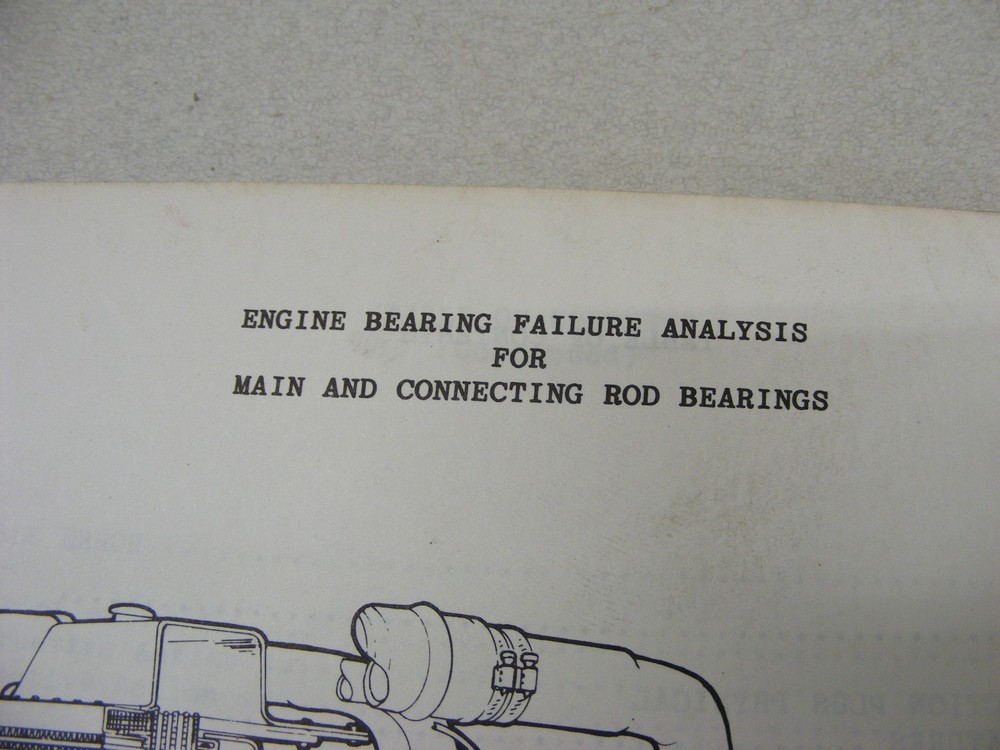 ENGINE BEARING FAILURE ANALYSIS
FOR
MAIN AND CONNECTING ROD BEARINGS